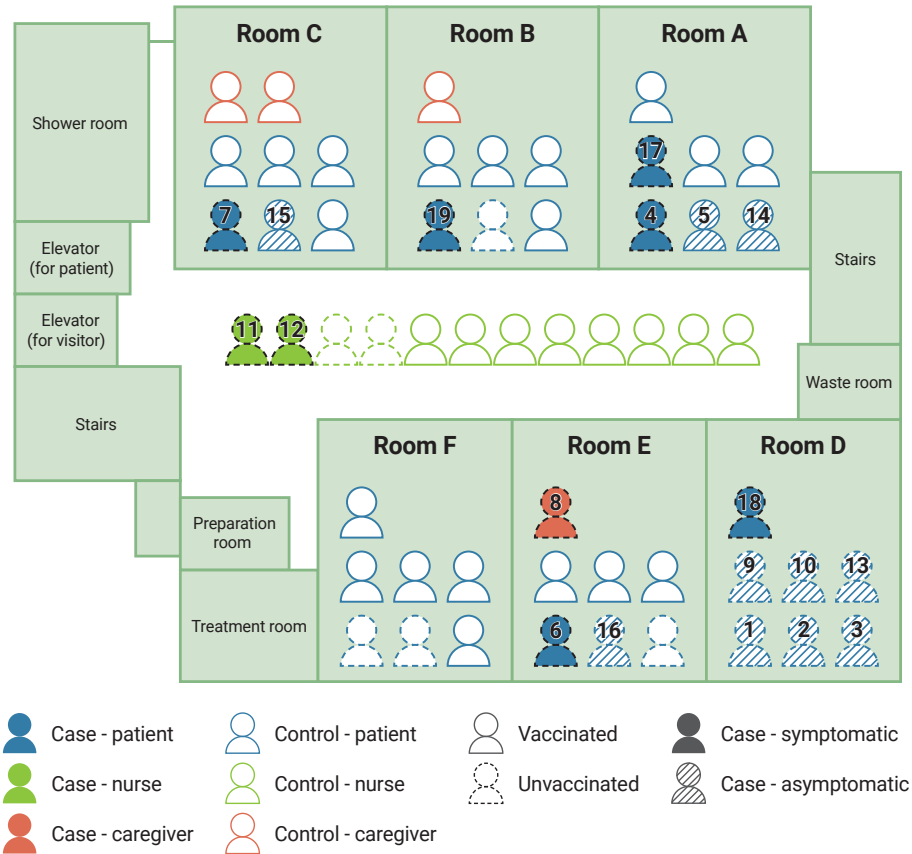 Room C
Room B
Room A
Shower room
17
7
15
19
4
5
14
Elevator
(for patient)
Stairs
Elevator
(for visitor)
11
12
Waste room
Stairs
Room F
Room E
Room D
8
18
Preparation
room
9
10
13
Treatment room
6
16
1
2
3
Case - patient
Control - patient
Vaccinated
Case - symptomatic
Case - nurse
Control - nurse
Unvaccinated
Case - asymptomatic
Case - caregiver
Control - caregiver